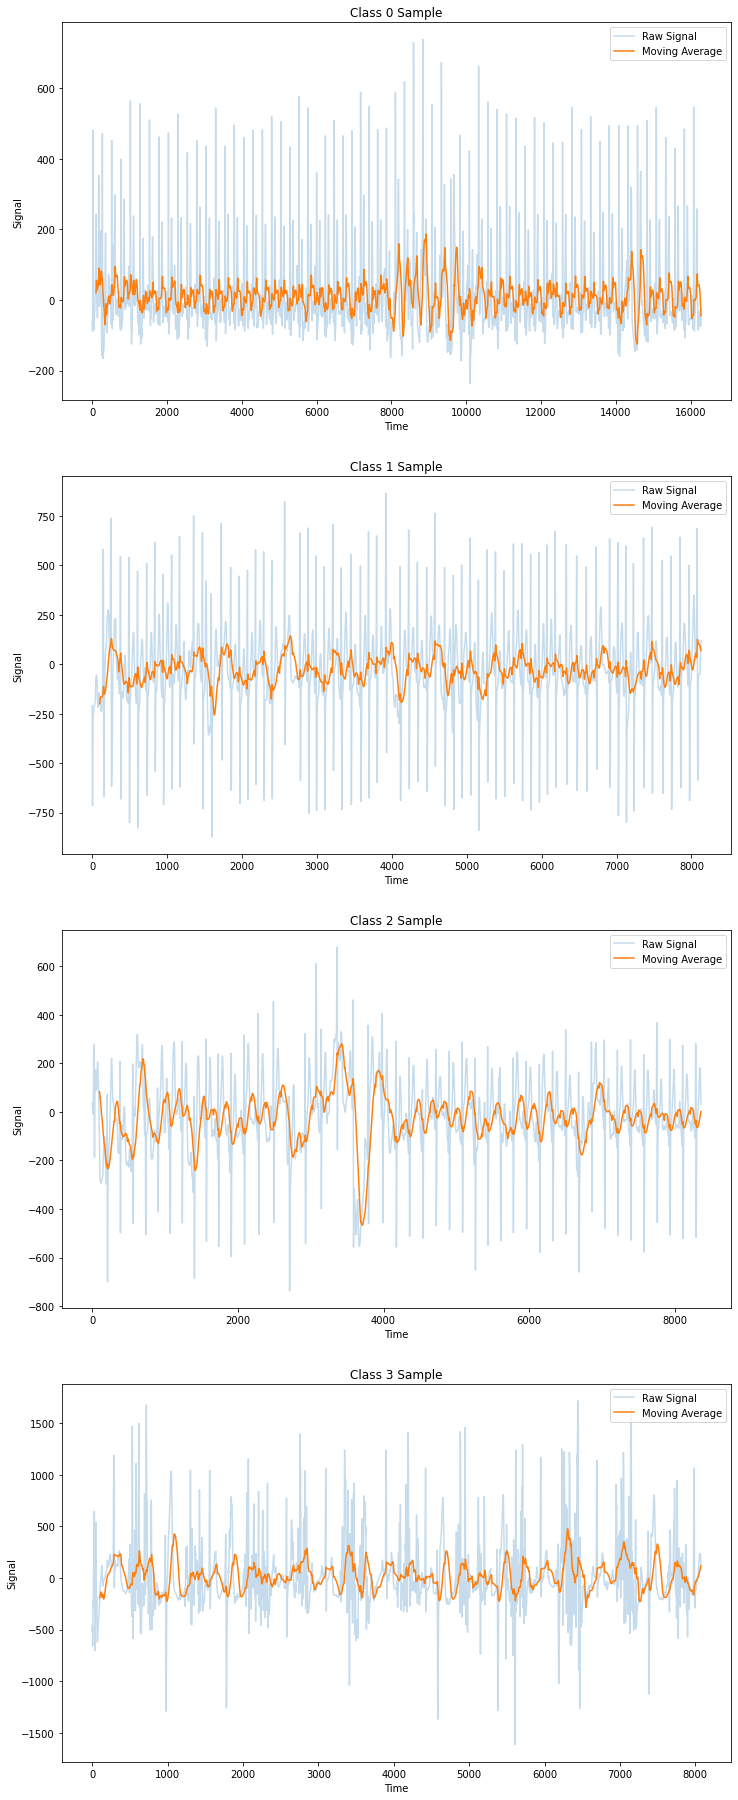 Class 0 Sample
Raw Signal
Moving Average
600
400
200
0
−200
Signal
0 2000 4000 6000 8000 10000 12000 14000 16000
Time
Class 1 Sample
Raw Signal
Moving Average
750
500
250
0
−250
−500
−750
Signal
0 1000 2000 3000 4000 5000 6000 7000 8000
Time
Class 2 Sample
Raw Signal
Moving Average
600
400
200
0
−200
−400
−600
−800
Signal
0 2000 4000 6000 8000
Time
Class 3 Sample
Raw Signal
Moving Average
1500
1000
500
0
−500
−1000
−1500
Signal
0 1000 2000 3000 4000 5000 6000 7000 8000
Time